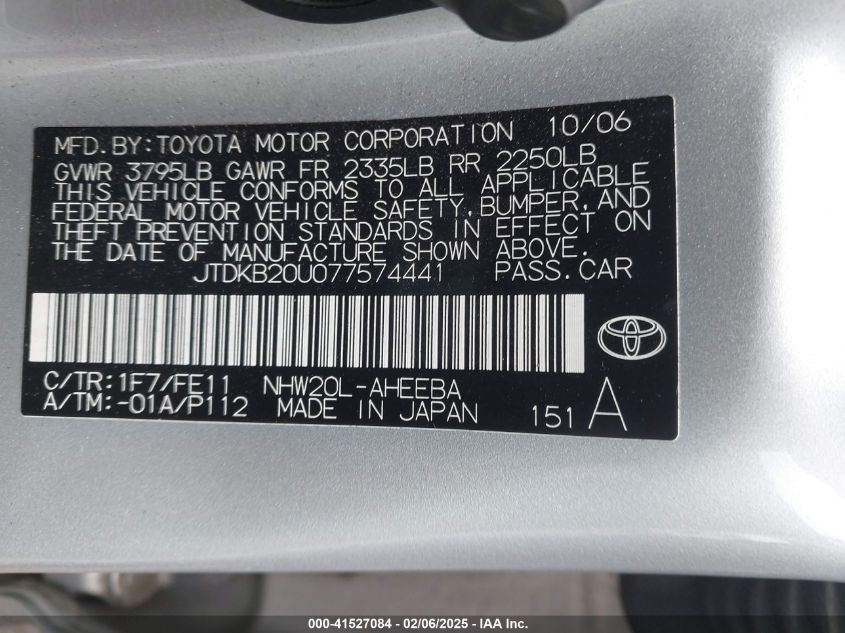 MFD. BY: TOYOTA MOTOR CORPORATION 10/06
GVWR 3795LB GAWR FR 2335LB RR 2250LB
THIS VEHICLE CONFORMS TO ALL APPLICABLE
FEDERAL MOTOR VEHICLE SAFETY, BUMPER, AND
THEFT PREVENTION STANDARDS IN EFFECT ON
THE DATE OF MANUFACTURE SHOWN ABOVE.
JTDKB20U077574441 PASS. CAR
C/TR: 1F7/FE11 NHW20L-AHEEBA
A/TM: -01A/P112 MADE IN JAPAN 151 A
000-41527084 - 02/06/2025 - IAA Inc.